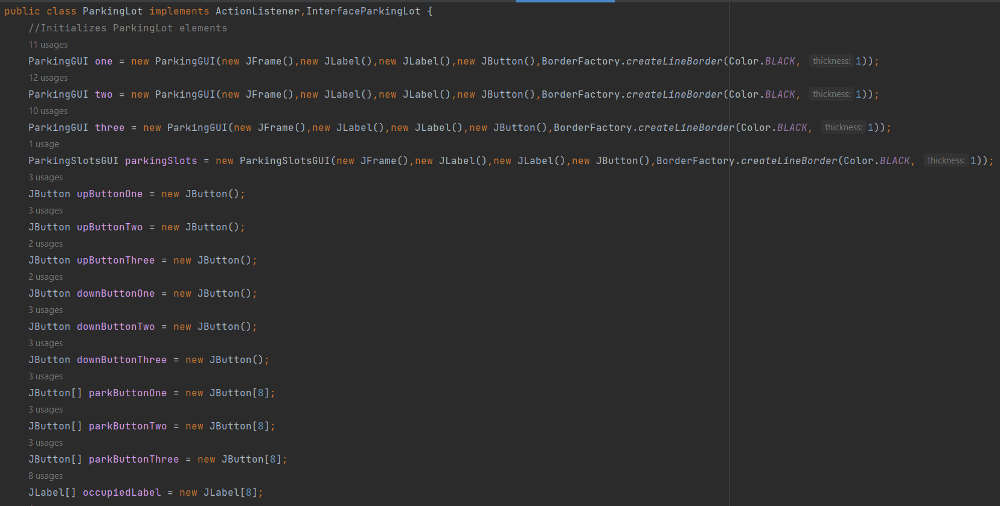 public class ParkingLot implements ActionListener,InterfaceParkingLot {
//Initializes ParkingLot elements
11 usages
ParkingGUI one = new ParkingGUI(new JFrame(),new JLabel(),new JLabel(),new JButton(),BorderFactory.createLineBorder(Color.BLACK, thickness: 1));
12 usages
ParkingGUI two = new ParkingGUI(new JFrame(),new JLabel(),new JLabel(),new JButton(),BorderFactory.createLineBorder(Color.BLACK, thickness: 1));
10 usages
ParkingGUI three = new ParkingGUI(new JFrame(),new JLabel(),new JLabel(),new JButton(),BorderFactory.createLineBorder(Color.BLACK, thickness: 1));
1 usage
ParkingSlotsGUI parkingSlots = new ParkingSlotsGUI(new JFrame(),new JLabel(),new JLabel(),new JButton(),BorderFactory.createLineBorder(Color.BLACK, thickness: 1));
3 usages
JButton upButtonOne = new JButton();
3 usages
JButton upButtonTwo = new JButton();
2 usages
JButton upButtonThree = new JButton();
2 usages
JButton downButtonOne = new JButton();
3 usages
JButton downButtonTwo = new JButton();
3 usages
JButton downButtonThree = new JButton();
3 usages
JButton[] parkButtonOne = new JButton[8];
3 usages
JButton[] parkButtonTwo = new JButton[8];
3 usages
JButton[] parkButtonThree = new JButton[8];
8 usages
JLabel[] occupiedLabel = new JLabel[8];